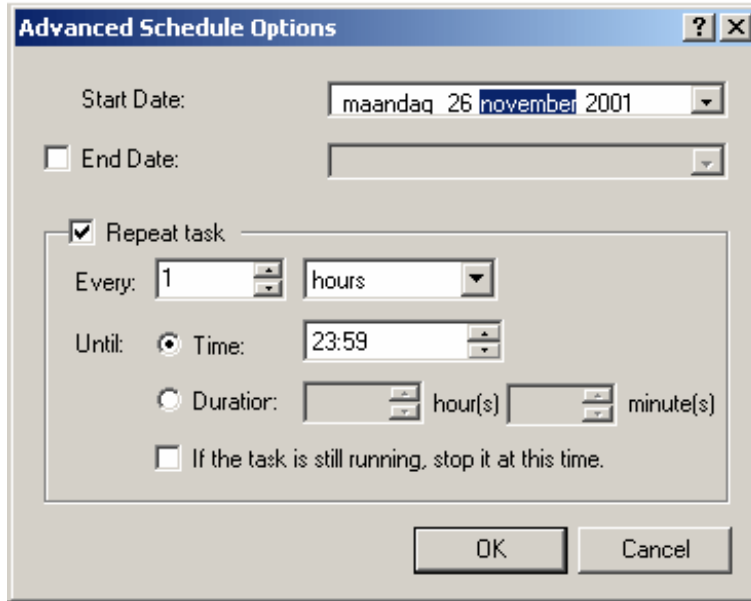 Advanced Schedule Options
Start Date: maandag 26 november 2001
End Date:
Repeat task
Every: 1 hours
Until: Time: 23:59
Duration: hour(s) minute(s)
If the task is still running, stop it at this time.
OK Cancel